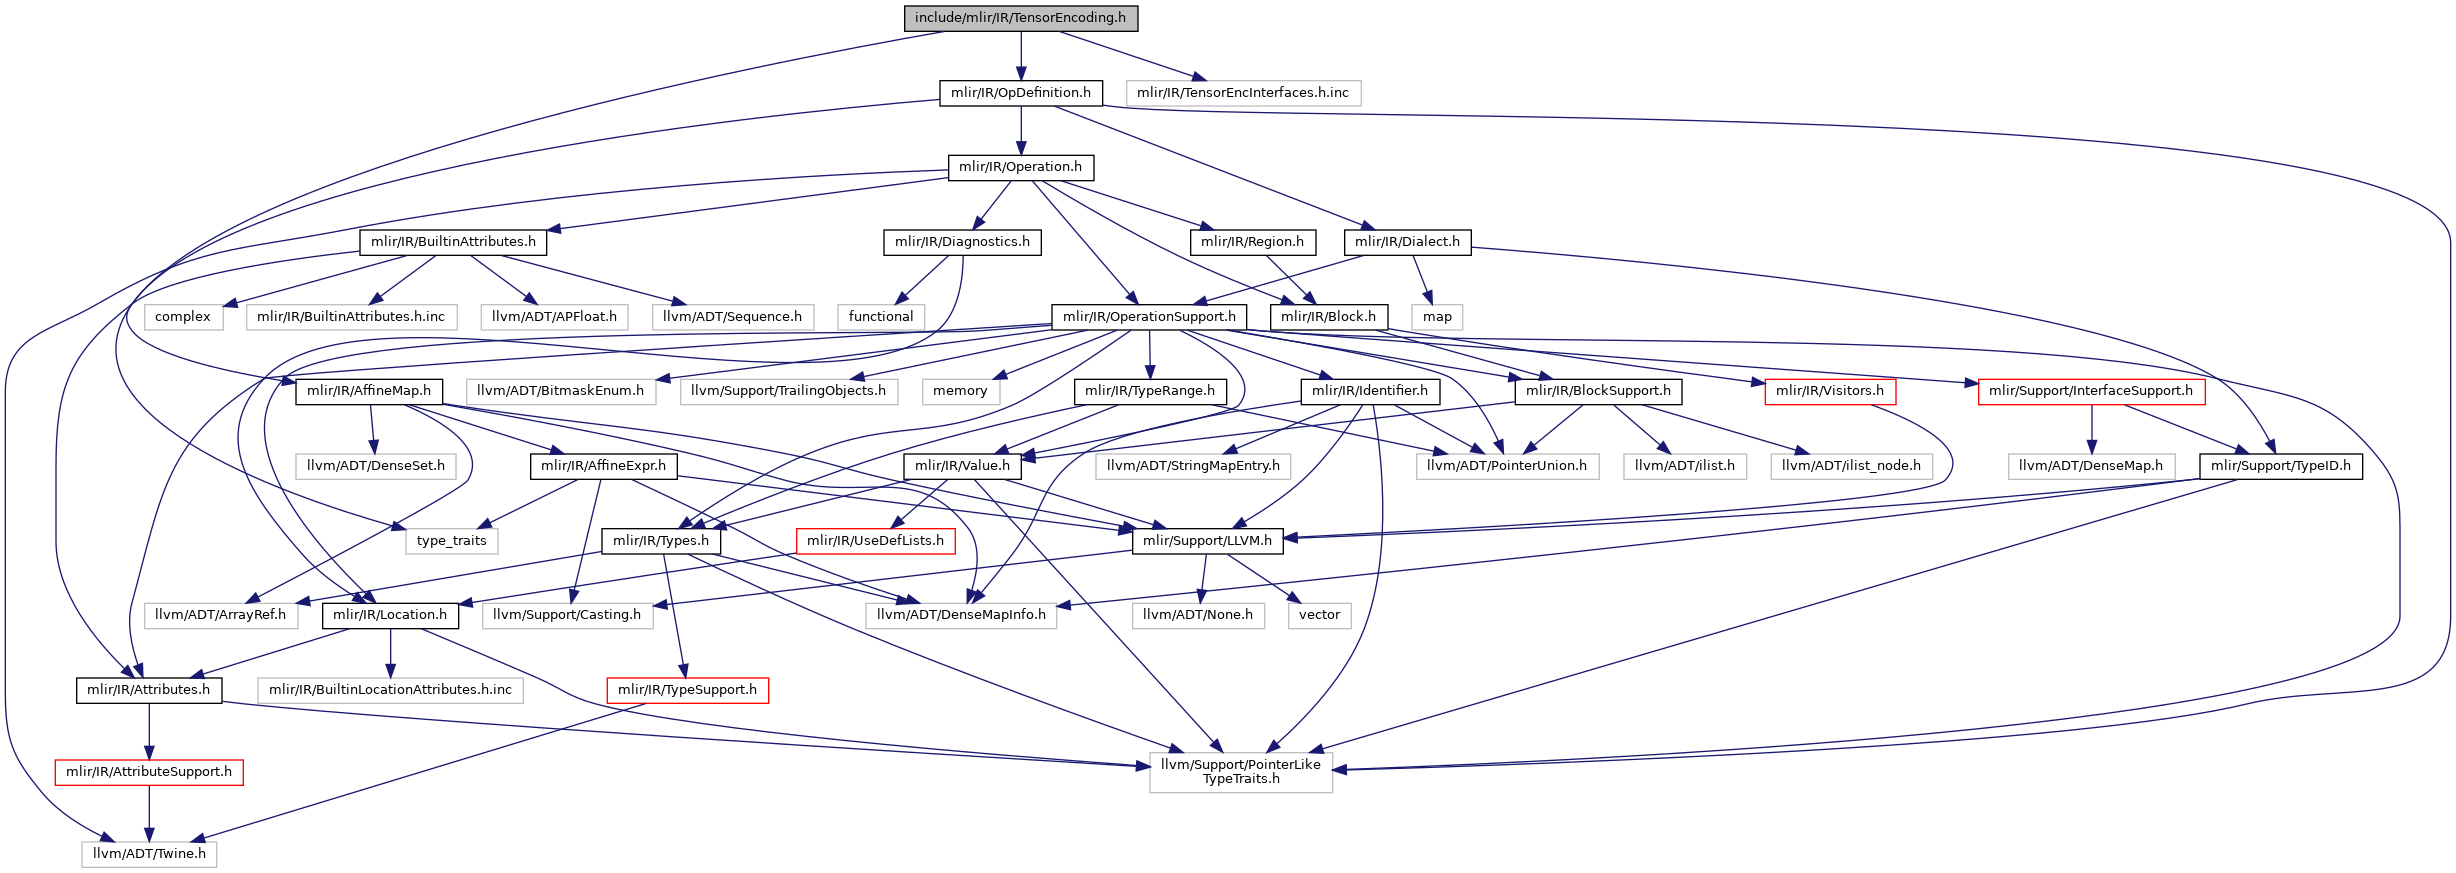 include/mlir/IR/TensorEncoding.h
mlir/IR/OpDefinition.h
mlir/IR/TensorEncInterfaces.h.inc
mlir/IR/Operation.h
mlir/IR/BuiltinAttributes.h
mlir/IR/Diagnostics.h
mlir/IR/Region.h
mlir/IR/Dialect.h
complex
mlir/IR/BuiltinAttributes.h.inc
llvm/ADT/APFloat.h
llvm/ADT/Sequence.h
functional
mlir/IR/OperationSupport.h
mlir/IR/Block.h
map
mlir/IR/AffineMap.h
llvm/ADT/BitmaskEnum.h
llvm/Support/TrailingObjects.h
memory
mlir/IR/TypeRange.h
mlir/IR/Identifier.h
mlir/IR/BlockSupport.h
mlir/IR/Visitors.h
mlir/Support/InterfaceSupport.h
llvm/ADT/DenseSet.h
mlir/IR/AffineExpr.h
mlir/IR/Value.h
llvm/ADT/StringMapEntry.h
llvm/ADT/PointerUnion.h
llvm/ADT/ilist.h
llvm/ADT/ilist_node.h
llvm/ADT/DenseMap.h
mlir/Support/TypeID.h
type_traits
mlir/IR/Types.h
mlir/IR/UseDefLists.h
mlir/Support/LLVM.h
llvm/ADT/ArrayRef.h
mlir/IR/Location.h
llvm/Support/Casting.h
llvm/ADT/DenseMapInfo.h
llvm/ADT/None.h
vector
mlir/IR/Attributes.h
mlir/IR/BuiltinLocationAttributes.h.inc
mlir/IR/TypeSupport.h
mlir/IR/AttributeSupport.h
llvm/Support/PointerLike
TypeTraits.h
llvm/ADT/Twine.h